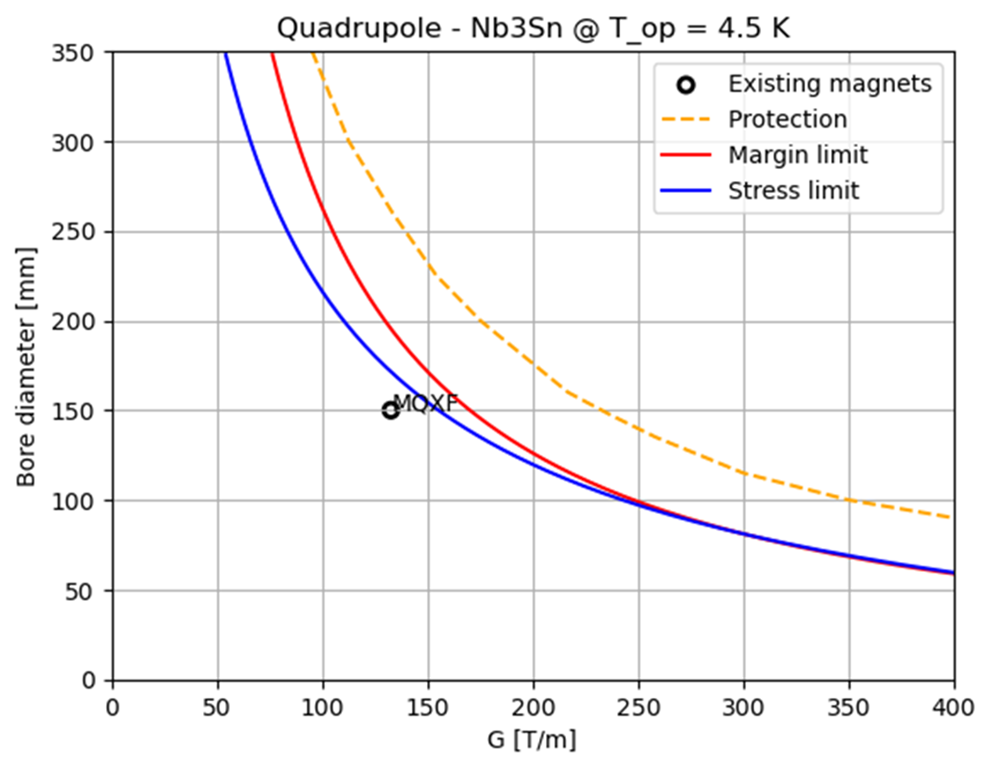 Quadrupole - Nb3Sn @ T_op = 4.5 K
350
300
250
200
150
100
50
0
Bore diameter [mm]
Existing magnets
Protection
Margin limit
Stress limit
MQXF
0 50 100 150 200 250 300 350 400
G [T/m]